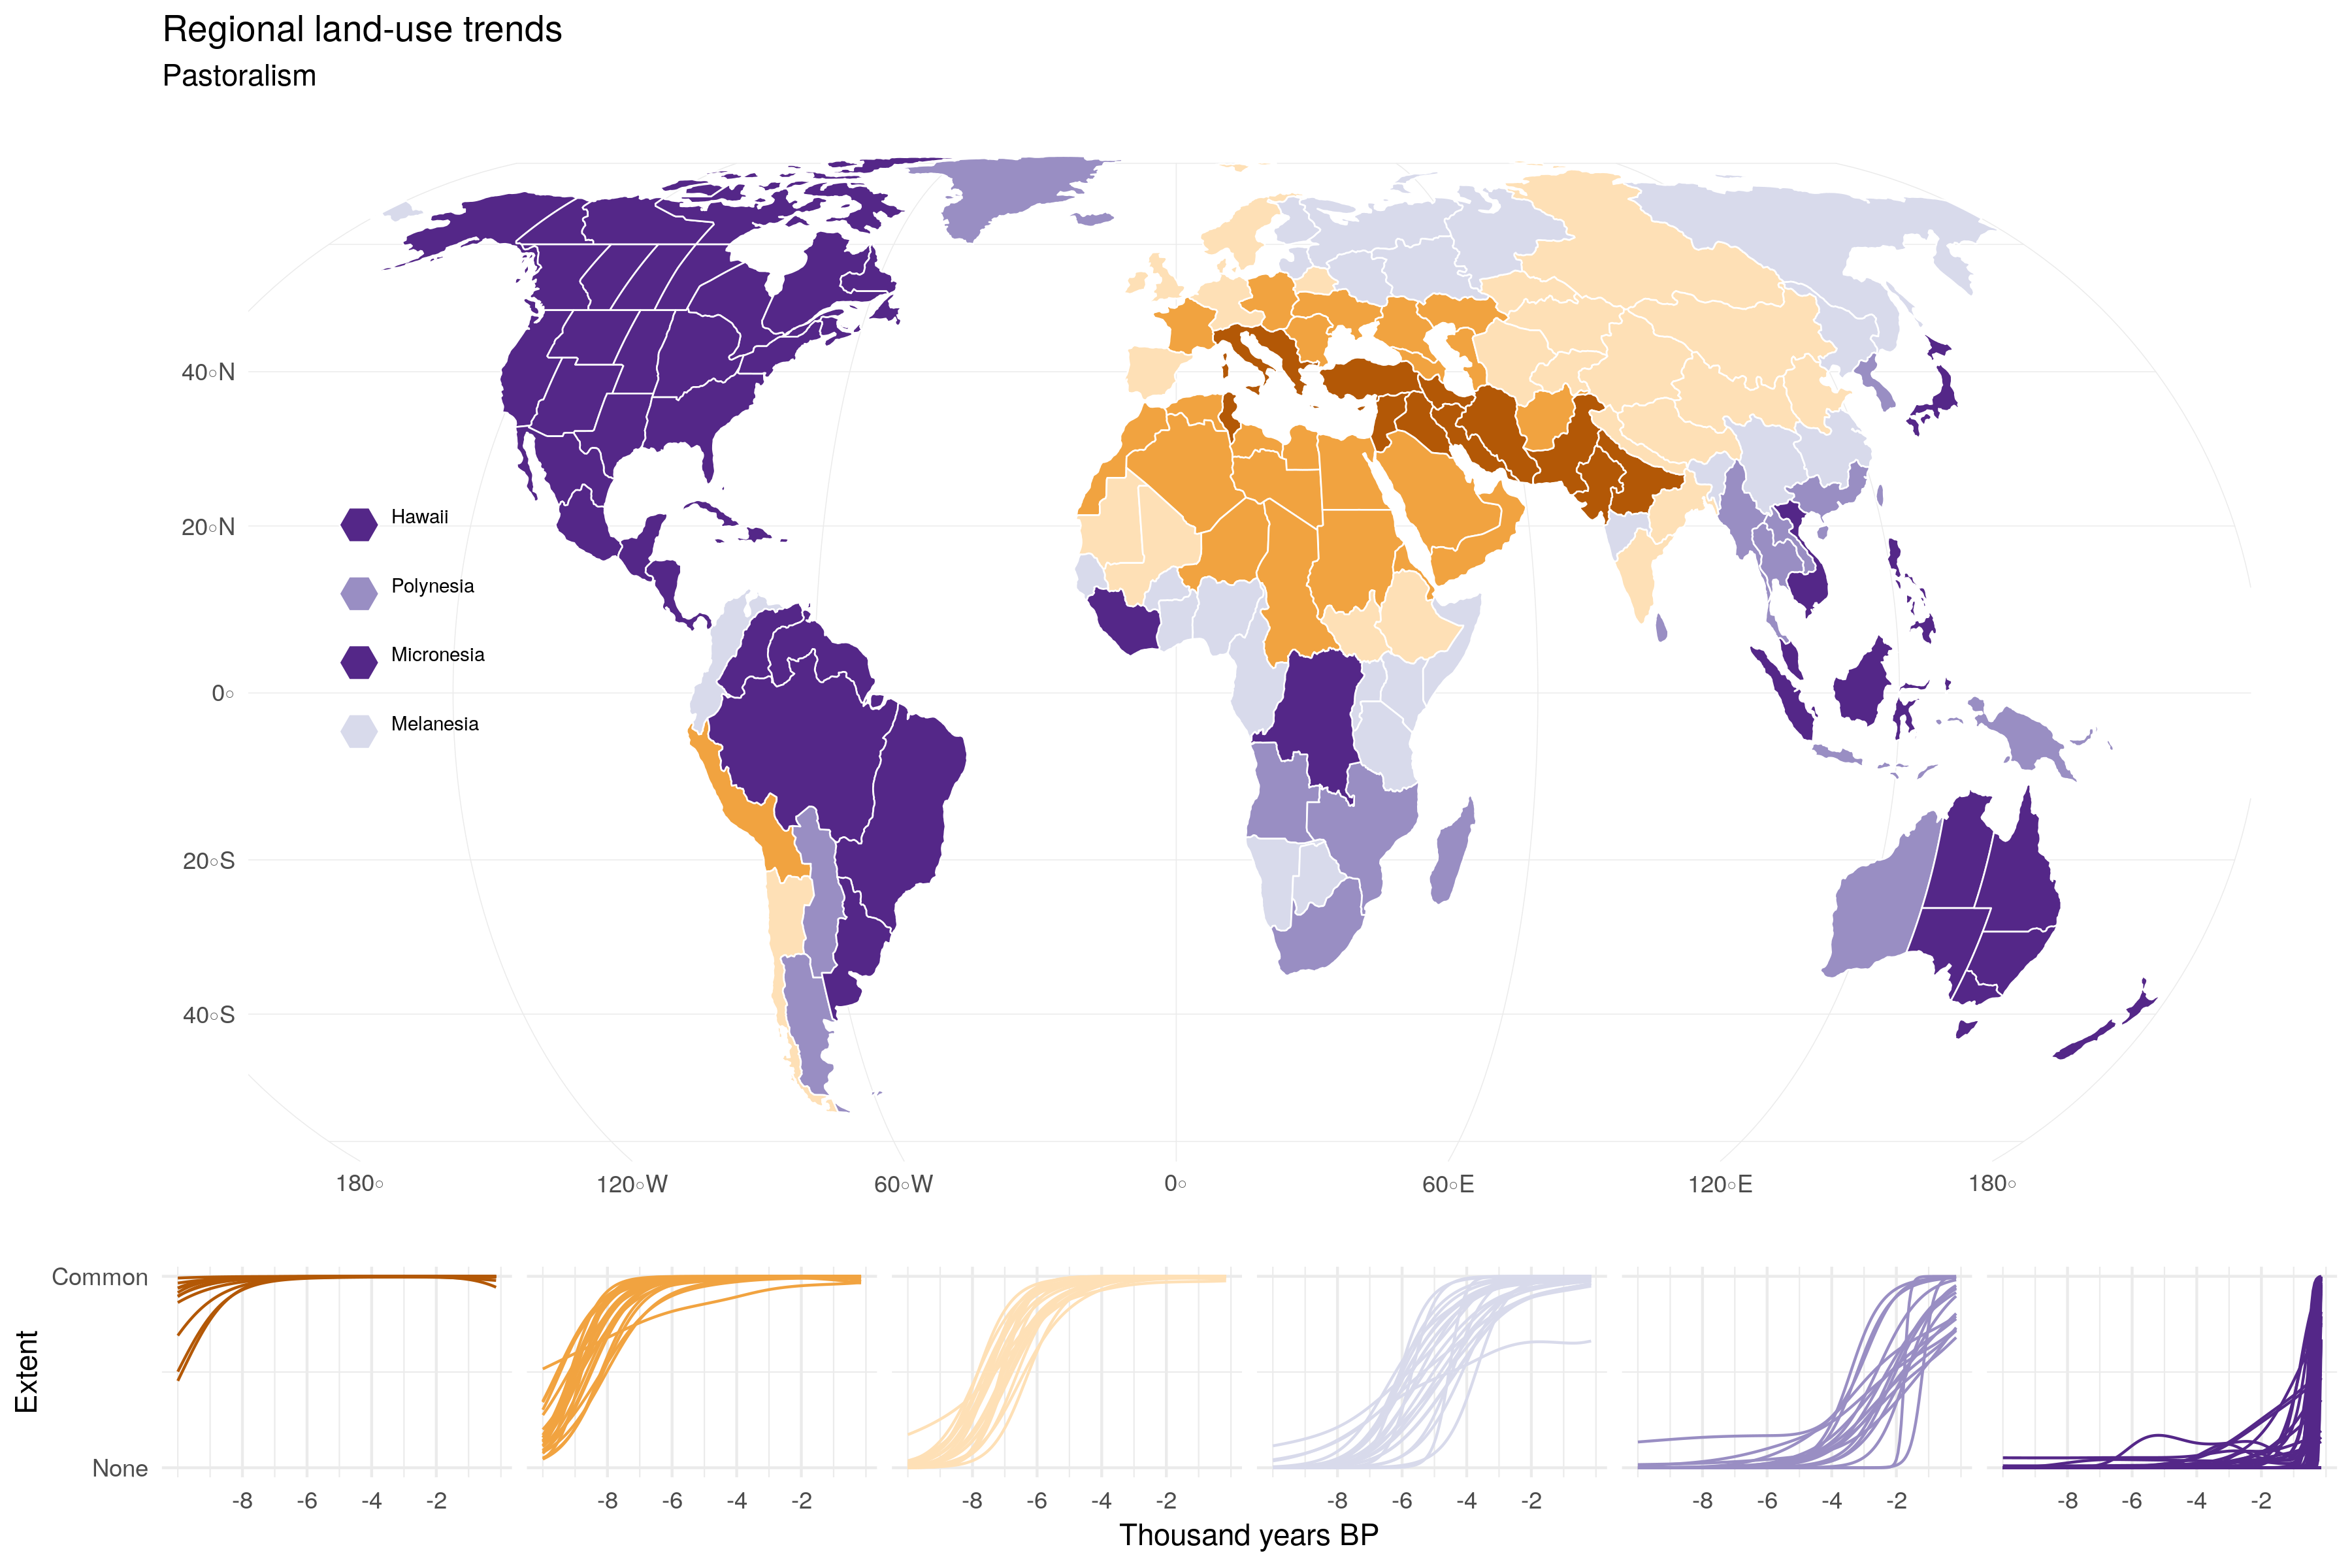 Regional land-use trends
Pastoralism
40◦N
20◦N
0◦
20◦S
40◦S
Hawaii
Polynesia
Micronesia
Melanesia
180◦ 120◦W 60◦W 0◦ 60◦E 120◦E 180◦
Extent
Common
None
-8 -6 -4 -2 -8 -6 -4 -2 -8 -6 -4 -2 -8 -6 -4 -2 -8 -6 -4 -2 -8 -6 -4 -2
Thousand years BP